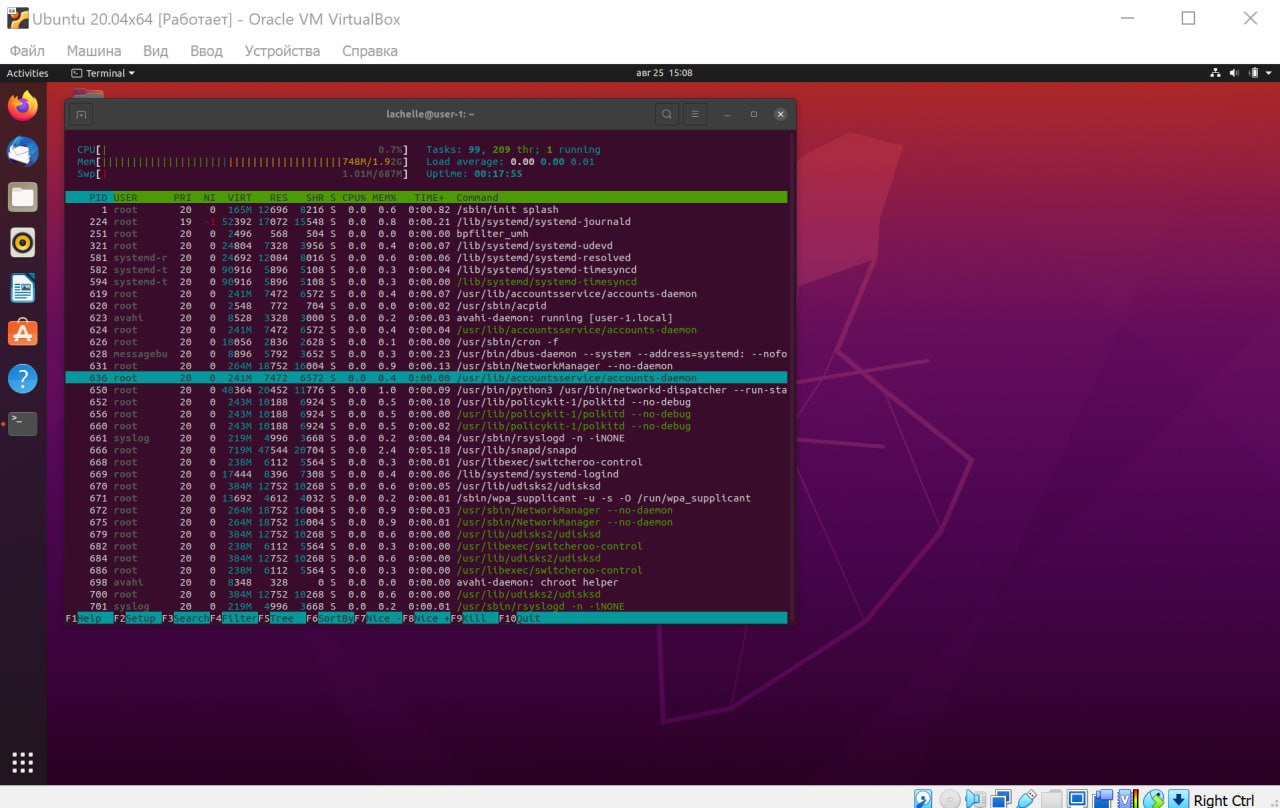 Ubuntu 20.04x64 [Работает] - Oracle VM VirtualBox
Файл Машина Вид Ввод Устройства Справка
Activities Terminal авг 25 15:08
lachelle@user-1: ~
CPU[| 0.7%] Tasks: 99, 209 thr; 1 running
Mem[||||||||||||||||||||||||||||||||||||||||748M/1.92G] Load average: 0.00 0.00 0.01
Swp[| 1.01M/687M] Uptime: 00:17:55
PID USER PRI NI VIRT RES SHR S CPU% MEM% TIME+ Command
1 root 20 0 165M 12696 8216 S 0.0 0.6 0:00.82 /sbin/init splash
224 root 19 -1 52392 17072 15548 S 0.0 0.8 0:00.21 /lib/systemd/systemd-journald
251 root 20 0 2496 568 504 S 0.0 0.0 0:00.00 bpfilter_umh
321 root 20 0 24804 7328 3956 S 0.0 0.4 0:00.07 /lib/systemd/systemd-udevd
581 systemd-r 20 0 24692 12084 8016 S 0.0 0.6 0:00.06 /lib/systemd/systemd-resolved
582 systemd-t 20 0 90916 5896 5108 S 0.0 0.3 0:00.04 /lib/systemd/systemd-timesyncd
594 systemd-t 20 0 90916 5896 5108 S 0.0 0.3 0:00.00 /lib/systemd/systemd-timesyncd
619 root 20 0 241M 7472 6572 S 0.0 0.4 0:00.07 /usr/lib/accountsservice/accounts-daemon
620 root 20 0 2548 772 704 S 0.0 0.0 0:00.02 /usr/sbin/acpid
623 avahi 20 0 8528 3328 3000 S 0.0 0.2 0:00.03 avahi-daemon: running [user-1.local]
624 root 20 0 241M 7472 6572 S 0.0 0.4 0:00.04 /usr/lib/accountsservice/accounts-daemon
626 root 20 0 18056 2836 2628 S 0.0 0.1 0:00.00 /usr/sbin/cron -f
628 messagebu 20 0 8896 5792 3652 S 0.0 0.3 0:00.23 /usr/bin/dbus-daemon --system --address=systemd: --nofo
631 root 20 0 264M 18752 16004 S 0.0 0.9 0:00.13 /usr/sbin/NetworkManager --no-daemon
636 root 20 0 241M 7472 6572 S 0.0 0.4 0:00.00 /usr/lib/accountsservice/accounts-daemon
650 root 20 0 48364 20452 11776 S 0.0 1.0 0:00.09 /usr/bin/python3 /usr/bin/networkd-dispatcher --run-sta
652 root 20 0 243M 10188 6924 S 0.0 0.5 0:00.10 /usr/lib/policykit-1/polkitd --no-debug
656 root 20 0 243M 10188 6924 S 0.0 0.5 0:00.00 /usr/lib/policykit-1/polkitd --no-debug
660 root 20 0 243M 10188 6924 S 0.0 0.5 0:00.02 /usr/lib/policykit-1/polkitd --no-debug
661 syslog 20 0 219M 4996 3668 S 0.0 0.2 0:00.04 /usr/sbin/rsyslogd -n -iNONE
666 root 20 0 719M 47544 20704 S 0.0 2.4 0:05.18 /usr/lib/snapd/snapd
668 root 20 0 238M 6112 5564 S 0.0 0.3 0:00.01 /usr/libexec/switcheroo-control
669 root 20 0 17444 8396 7308 S 0.0 0.4 0:00.06 /lib/systemd/systemd-logind
670 root 20 0 384M 12752 10268 S 0.0 0.6 0:00.05 /usr/lib/udisks2/udisksd
671 root 20 0 13692 4612 4032 S 0.0 0.2 0:00.01 /sbin/wpa_supplicant -u -s -O /run/wpa_supplicant
672 root 20 0 264M 18752 16004 S 0.0 0.9 0:00.03 /usr/sbin/NetworkManager --no-daemon
675 root 20 0 264M 18752 16004 S 0.0 0.9 0:00.03 /usr/sbin/NetworkManager --no-daemon
679 root 20 0 384M 12752 10268 S 0.0 0.6 0:00.00 /usr/lib/udisks2/udisksd
682 root 20 0 238M 6112 5564 S 0.0 0.3 0:00.00 /usr/libexec/switcheroo-control
684 root 20 0 384M 12752 10268 S 0.0 0.6 0:00.00 /usr/lib/udisks2/udisksd
686 root 20 0 238M 6112 5564 S 0.0 0.3 0:00.00 /usr/libexec/switcheroo-control
698 avahi 20 0 8348 328 0 S 0.0 0.0 0:00.00 avahi-daemon: chroot helper
700 root 20 0 384M 12752 10268 S 0.0 0.6 0:00.00 /usr/lib/udisks2/udisksd
701 syslog 20 0 219M 4996 3668 S 0.0 0.2 0:00.01 /usr/sbin/rsyslogd -n -iNONE
F1Help F2Setup F3SearchF4FilterF5Tree F6SortByF7Nice -F8Nice +F9Kill F10Quit
Right Ctrl